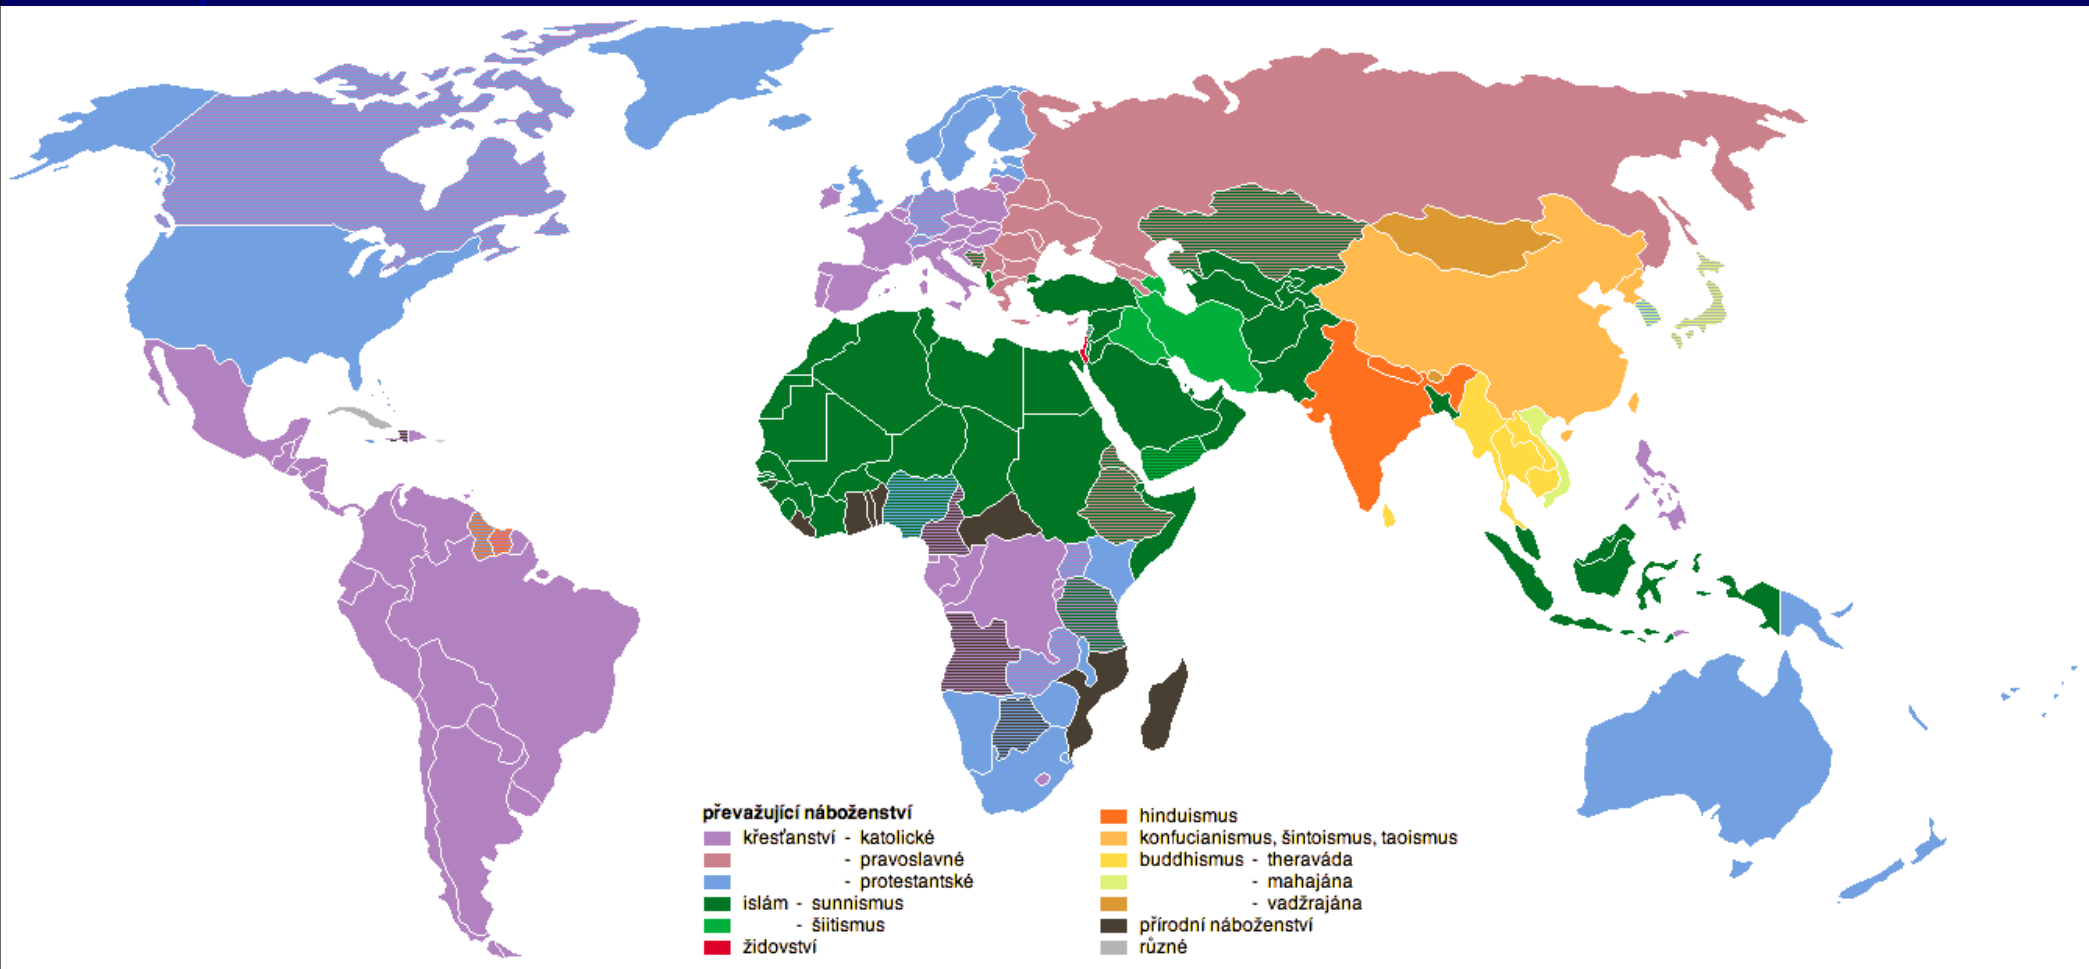 převažující náboženství
křesťanství - katolické
- pravoslavné
- protestantské
islám - sunnismus
- šiitismus
židovství
hinduismus
konfucianismus, šintoismus, taoismus
buddhismus - theraváda
- mahajána
- vadžrajána
přírodní náboženství
různé